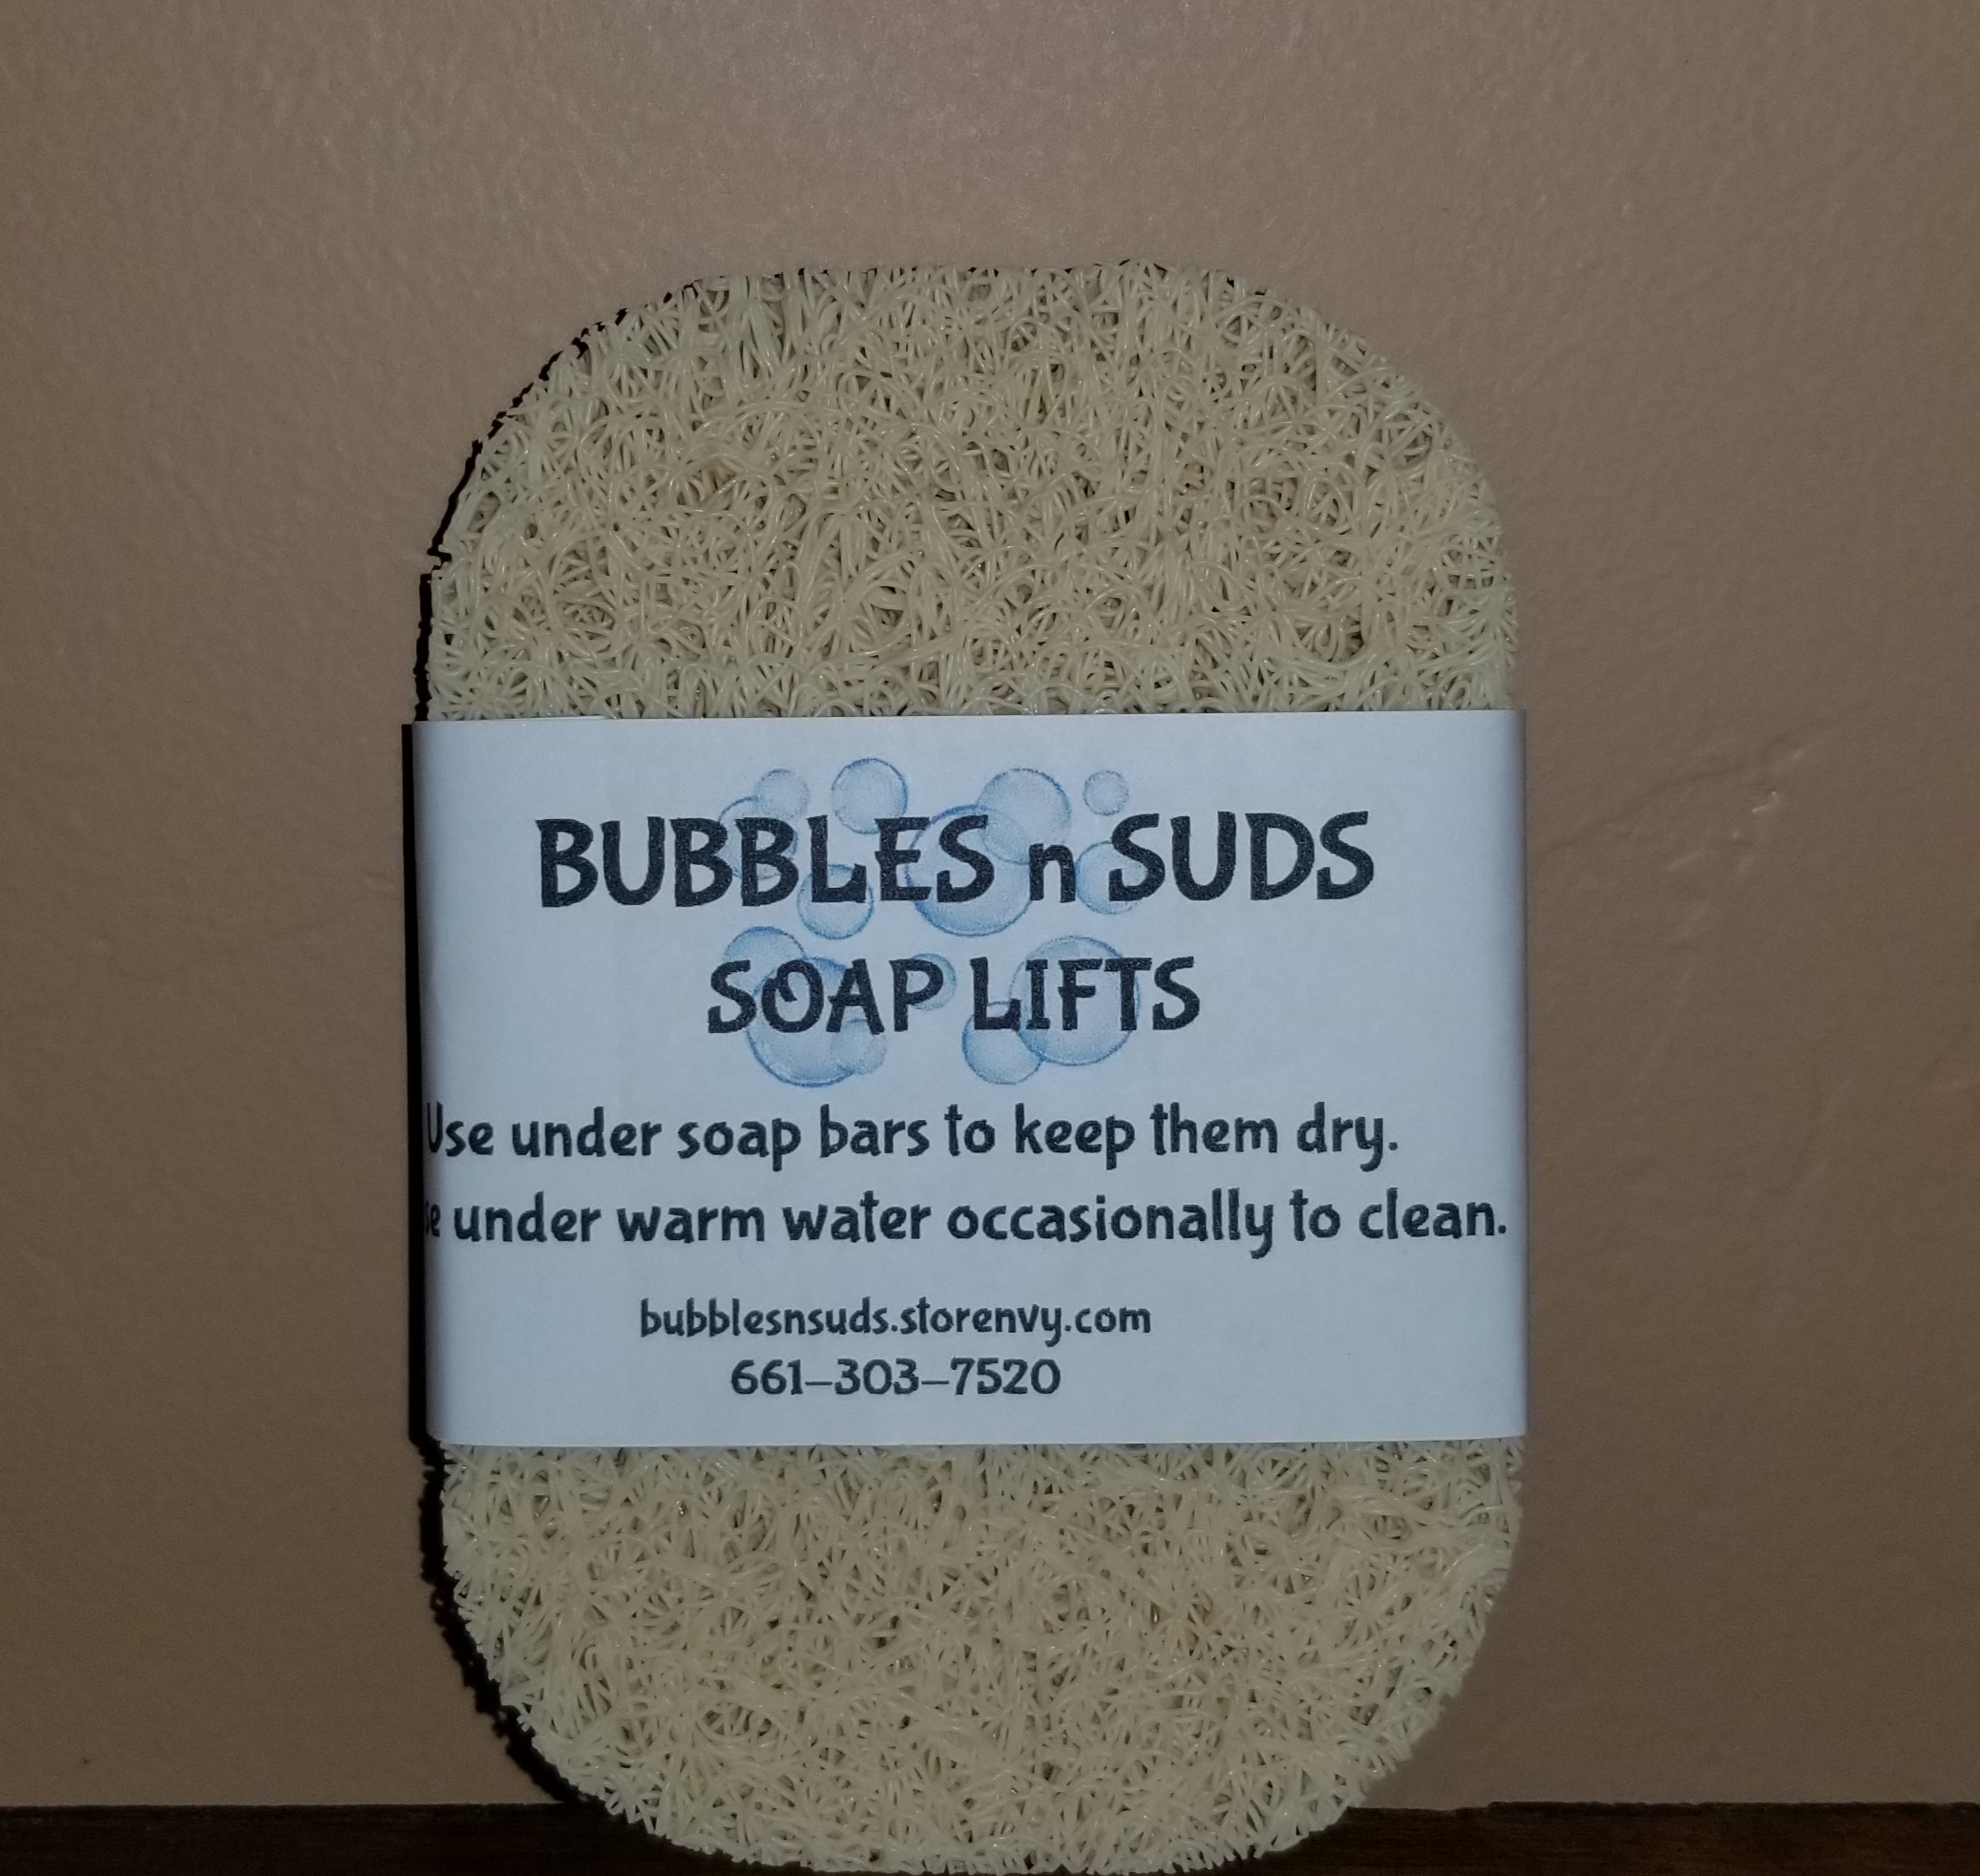 BUBBLES n SUDS
SOAP LIFTS
Use under soap bars to keep them dry.
under warm water occasionally to clean.
bubblesnsuds.storenvy.com
661-303-7520